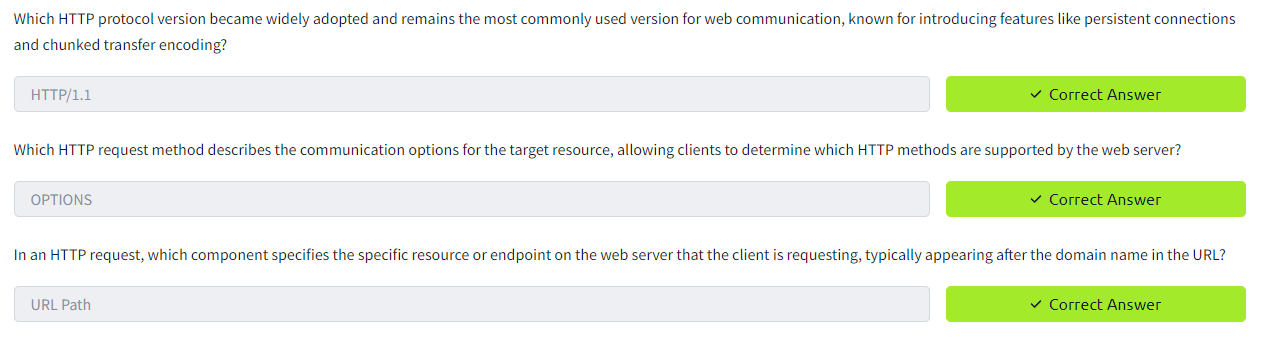 Which HTTP protocol version became widely adopted and remains the most commonly used version for web communication, known for introducing features like persistent connections
and chunked transfer encoding?
HTTP/1.1
✓ Correct Answer
Which HTTP request method describes the communication options for the target resource, allowing clients to determine which HTTP methods are supported by the web server?
OPTIONS
✓ Correct Answer
In an HTTP request, which component specifies the specific resource or endpoint on the web server that the client is requesting, typically appearing after the domain name in the URL?
URL Path
✓ Correct Answer